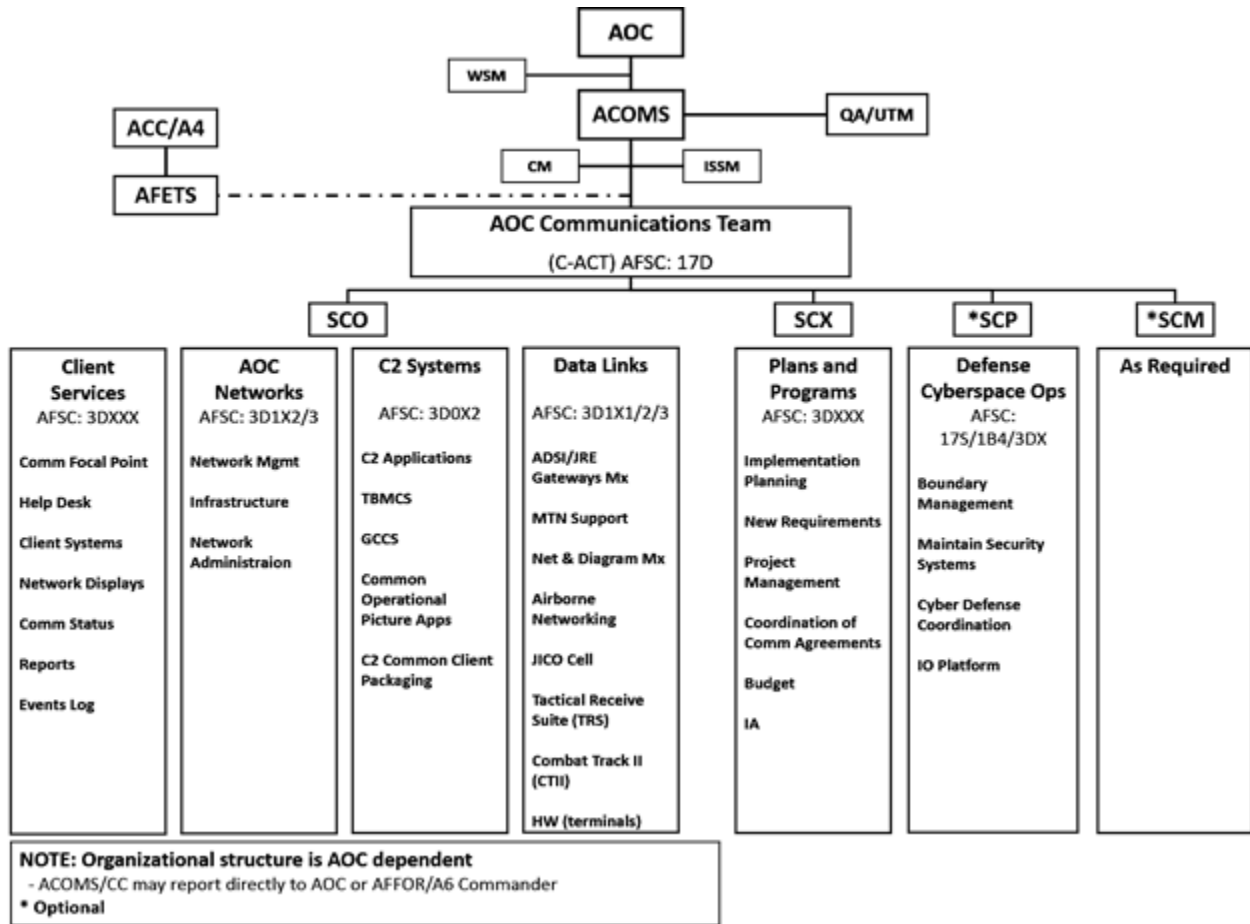 AOC
WSM
ACOMS
QA/UTM
ACC/A4
CM
ISSM
AFETS
AOC Communications Team
(C-ACT) AFSC: 17D
SCO
SCX
*SCP
*SCM
Client
Services
AFSC: 3DXXX
Comm Focal Point
Help Desk
Client Systems
Network Displays
Comm Status
Reports
Events Log
AOC
Networks
AFSC: 3D1X2/3
Network Mgmt
Infrastructure
Network
Administraion
C2 Systems
AFSC: 3D0X2
C2 Applications
TBMCS
GCCS
Common
Operational
Picture Apps
C2 Common Client
Packaging
Data Links
AFSC: 3D1X1/2/3
ADSI/JRE
Gateways Mx
MTN Support
Net & Diagram Mx
Airborne
Networking
JICO Cell
Tactical Receive
Suite (TRS)
Combat Track II
(CTII)
HW (terminals)
Plans and
Programs
AFSC: 3DXXX
Implementation
Planning
New Requirements
Project
Management
Coordination of
Comm Agreements
Budget
IA
Defense
Cyberspace Ops
AFSC:
17S/1B4/3DX
Boundary
Management
Maintain Security
Systems
Cyber Defense
Coordination
IO Platform
As Required
NOTE: Organizational structure is AOC dependent
- ACOMS/CC may report directly to AOC or AFFOR/A6 Commander
* Optional